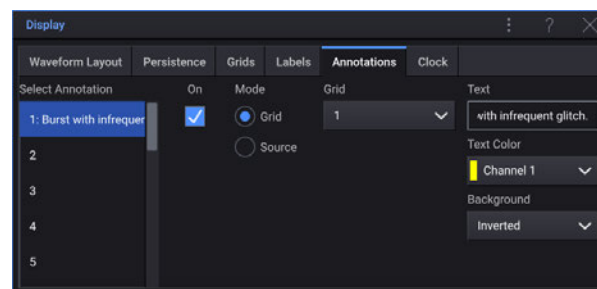 Display
Waveform Layout Persistence Grids Labels Annotations Clock
Select Annotation On Mode Grid Text
1: Burst with infrequer Grid 1 with infrequent glitch.
Source Text Color
2 Channel 1
3 Background
4 Inverted
5